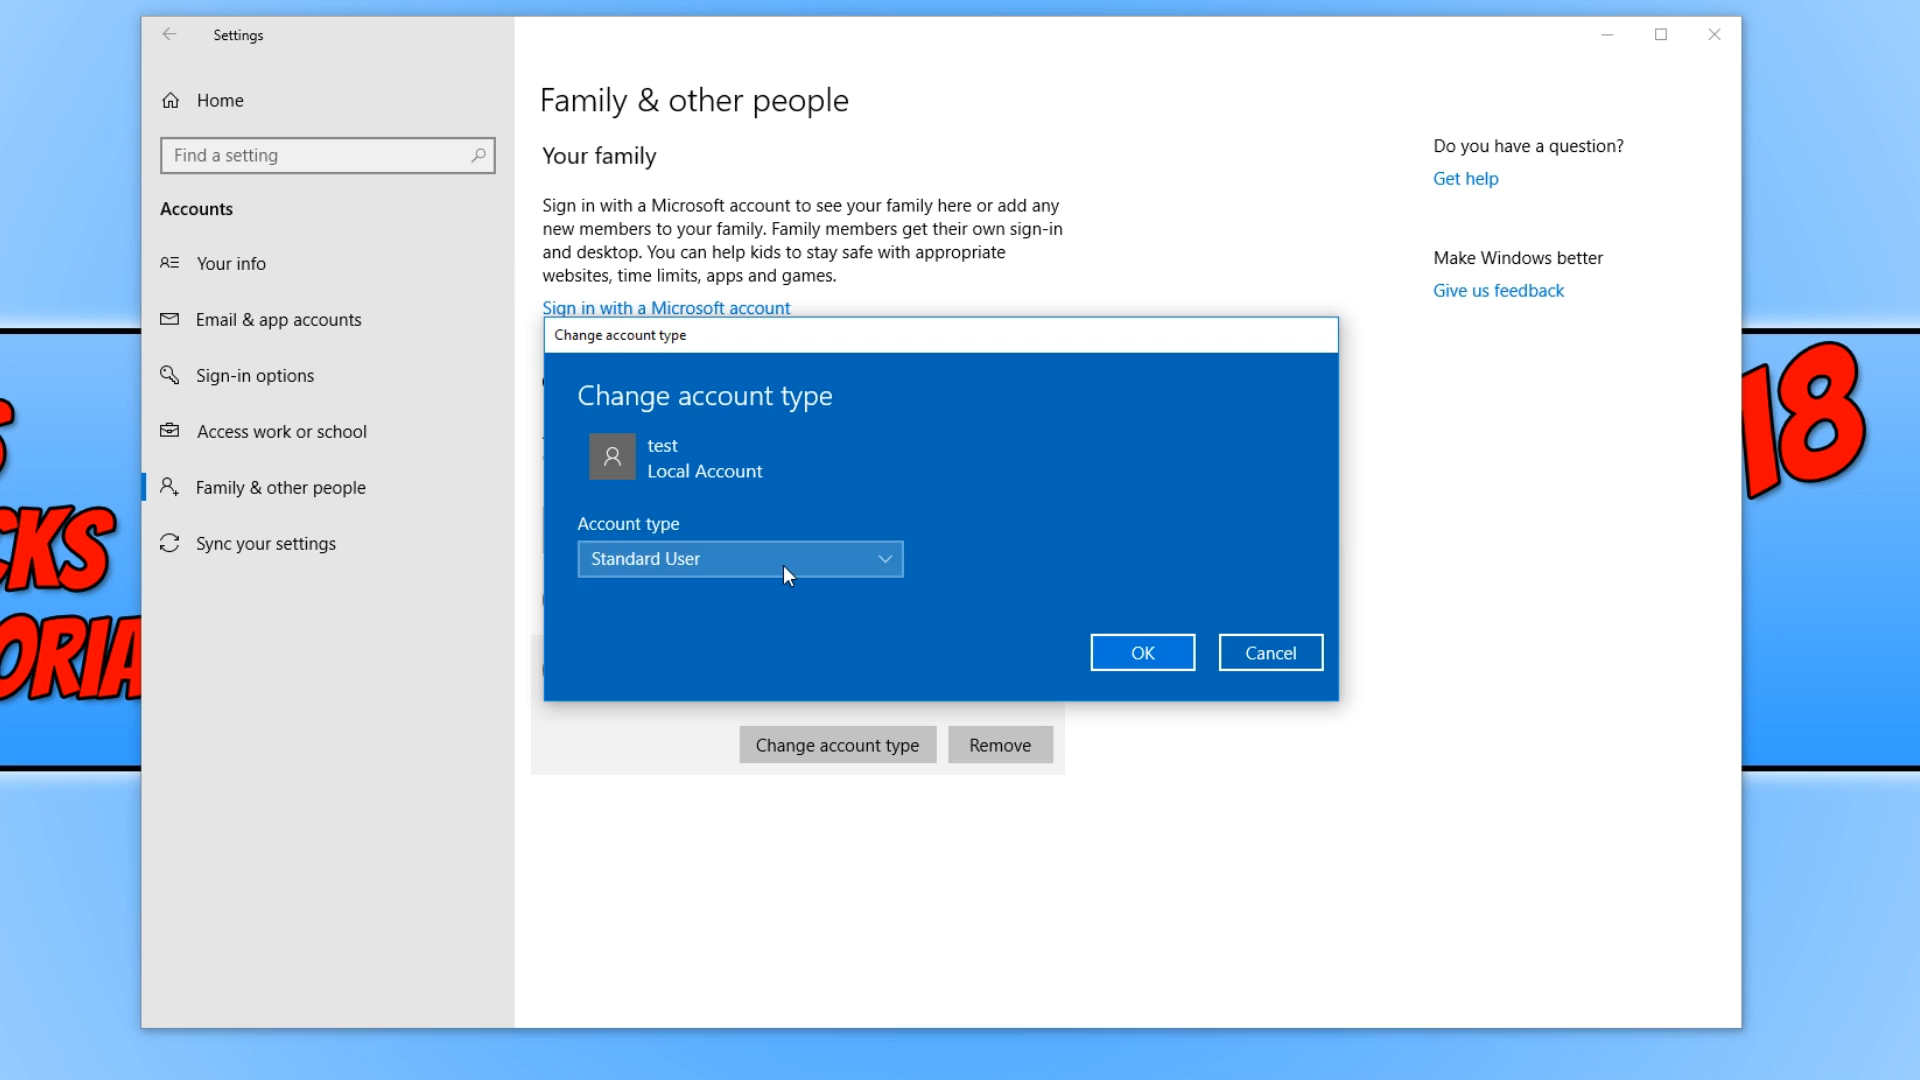 Settings
Home
Find a setting
Accounts
Your info
Email & app accounts
Sign-in options
Access work or school
Family & other people
Sync your settings
Family & other people
Your family
Sign in with a Microsoft account to see your family here or add any
new members to your family. Family members get their own sign-in
and desktop. You can help kids to stay safe with appropriate
websites, time limits, apps and games.
Sign in with a Microsoft account
Change account type
Change account type
test
Local Account
Account type
Standard User
OK
Cancel
Change account type
Remove
Do you have a question?
Get help
Make Windows better
Give us feedback
18